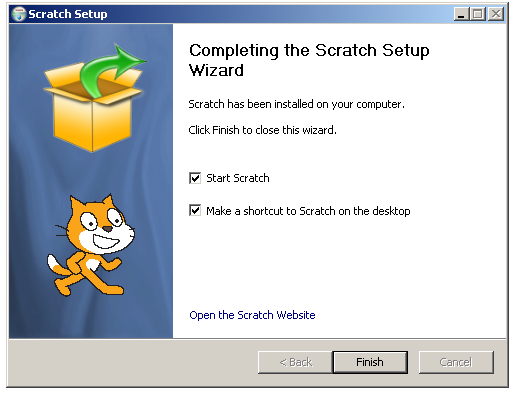 Scratch Setup
Completing the Scratch Setup
Wizard
Scratch has been installed on your computer.
Click Finish to close this wizard.
Start Scratch
Make a shortcut to Scratch on the desktop
Open the Scratch Website
< Back
Finish
Cancel